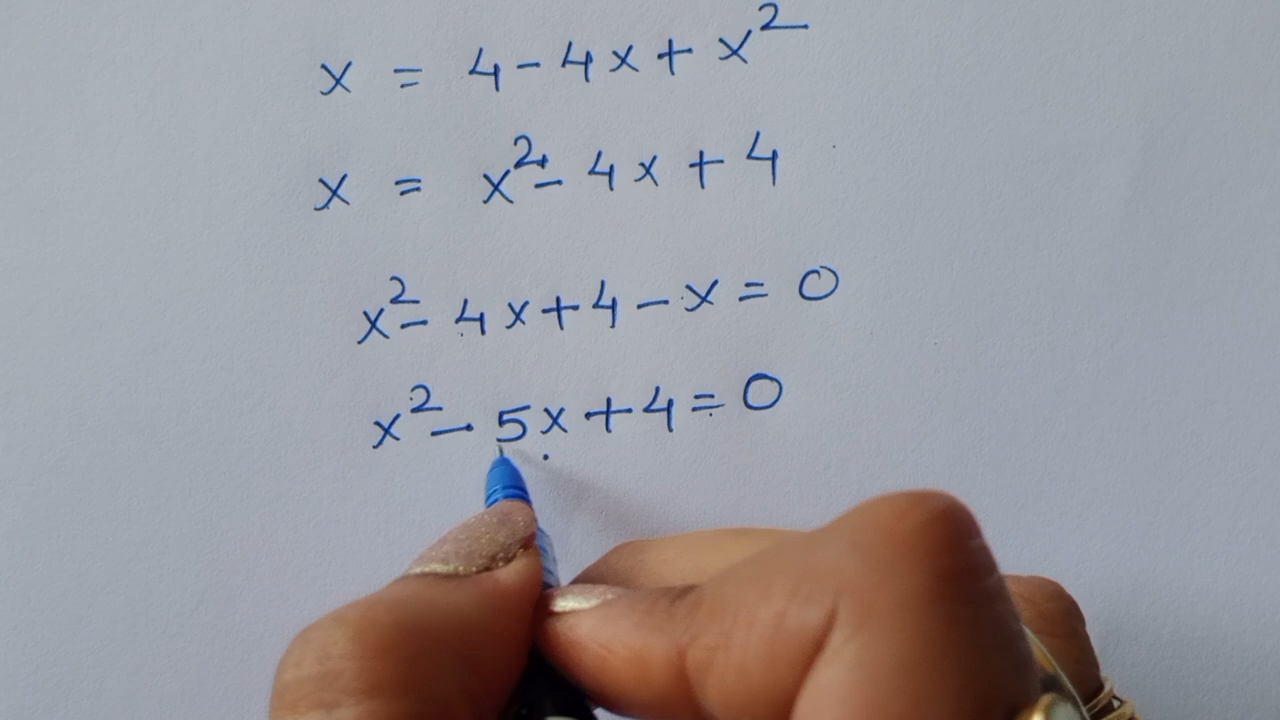 x = 4 - 4x + x²
x = x² - 4x + 4
x² - 4x + 4 - x = 0
x² - 5x + 4 = 0